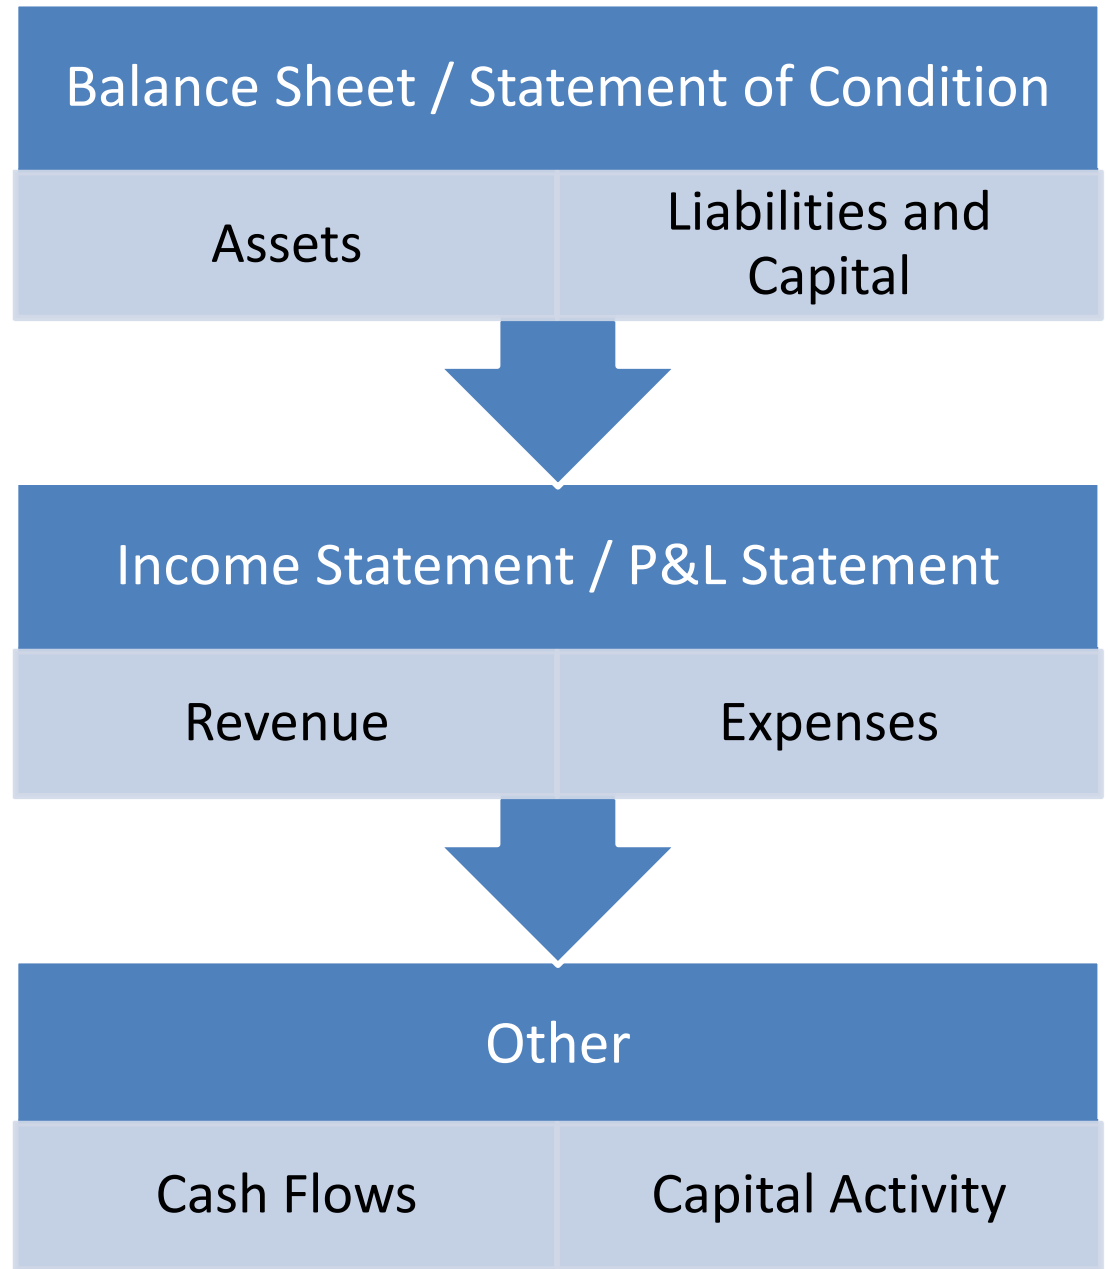 Balance Sheet / Statement of Condition
Assets
Liabilities and
Capital
Income Statement / P&L Statement
Revenue
Expenses
Other
Cash Flows
Capital Activity